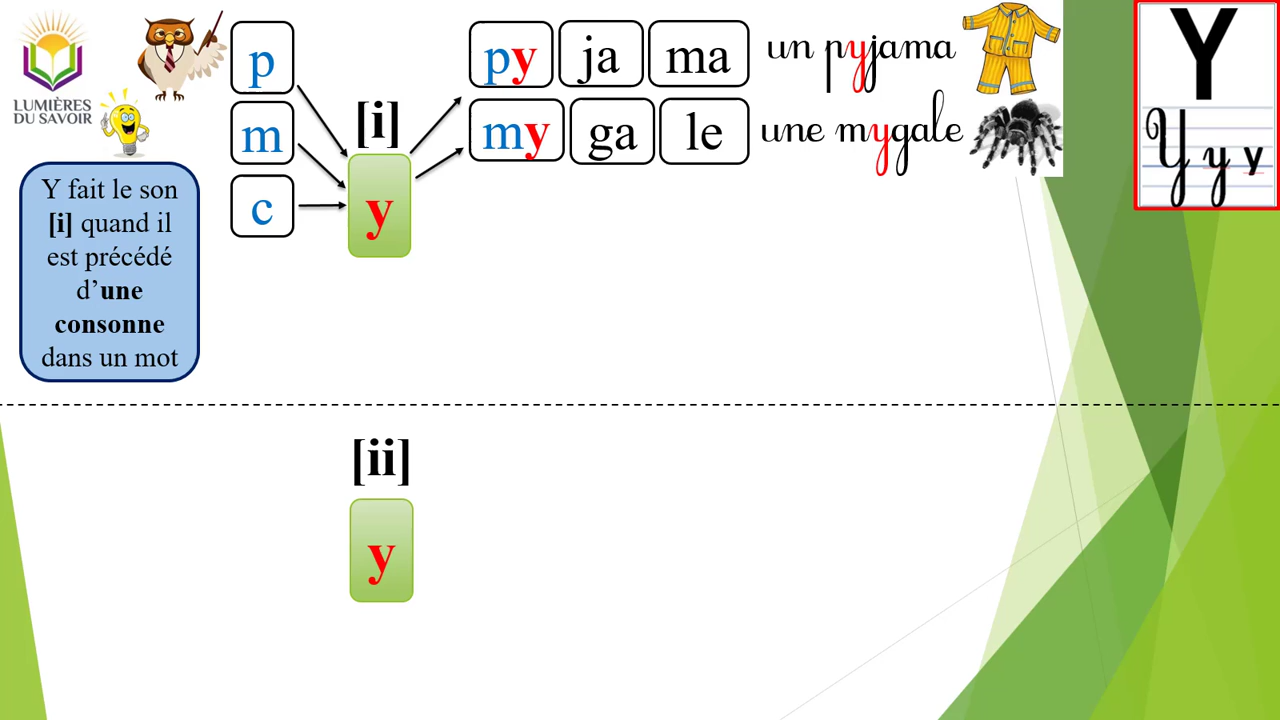 LUMIÈRES
DU SAVOIR
p
m
c
[i]
y
py ja ma un pyjama
my ga le une mygale
Y
Y y y
Y fait le son
[i] quand il
est précédé
d’une
consonne
dans un mot
[ii]
y